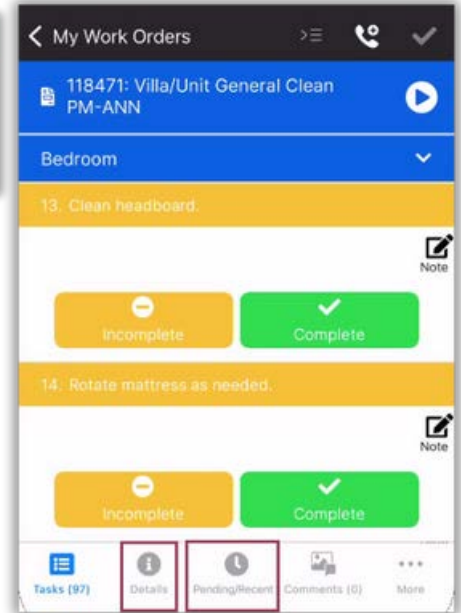 My Work Orders
118471: Villa/Unit General Clean
PM-ANN
Bedroom
13. Clean headboard.
Note
Incomplete Complete
14. Rotate mattress as needed.
Note
Incomplete Complete
Tasks (97) Details Pending/Recent Comments (0) More